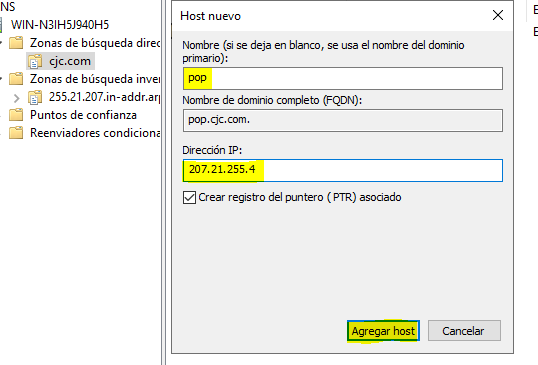 NS
WIN-N3IH5J940H5
Zonas de búsqueda direc
cjc.com
Zonas de búsqueda inver
255.21.207.in-addr.arp
Puntos de confianza
Reenviadores condiciona
Host nuevo
Nombre (si se deja en blanco, se usa el nombre del dominio
primario):
pop
Nombre de dominio completo (FQDN):
pop.cjc.com.
Dirección IP:
207.21.255.4
Crear registro del puntero (PTR) asociado
Agregar host
Cancelar
E
E